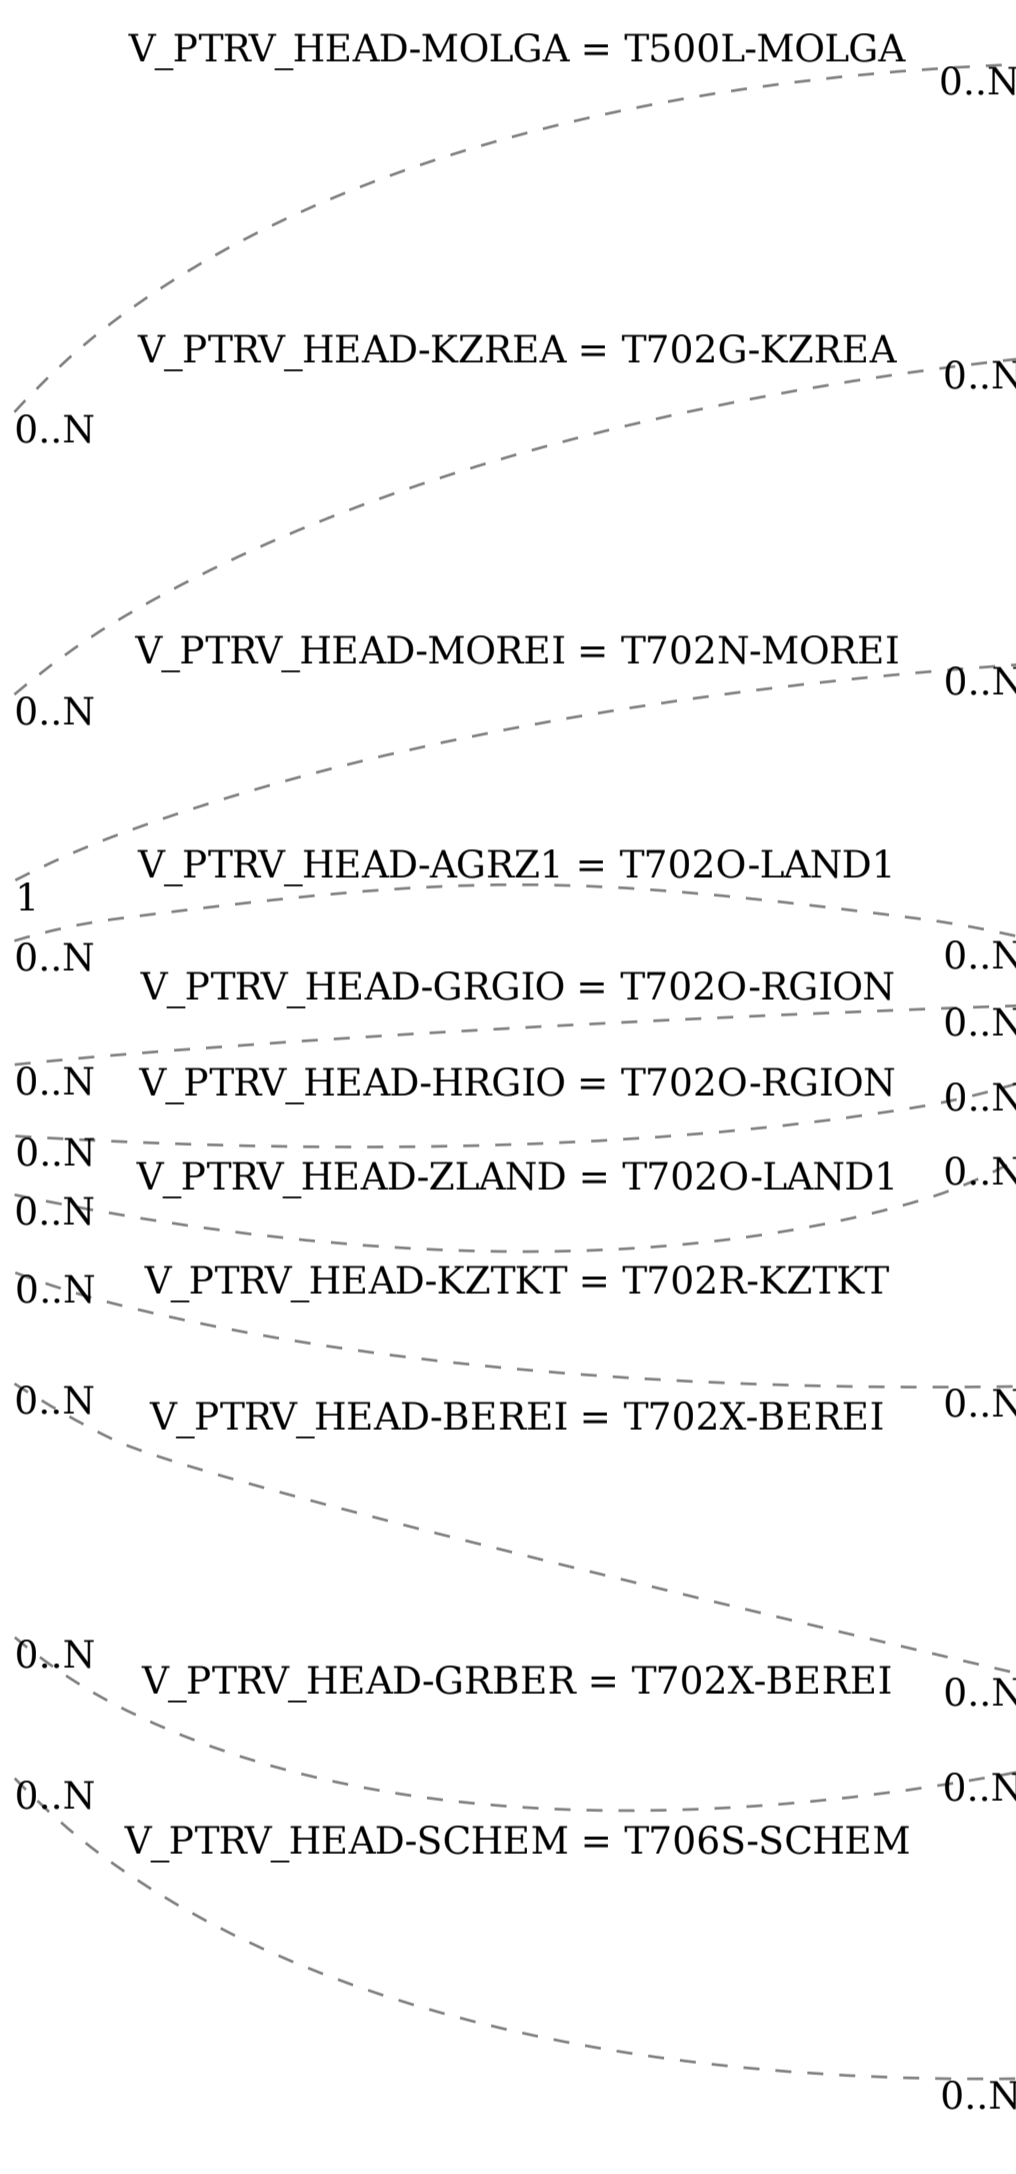 V_PTRV_HEAD-MOLGA = T500L-MOLGA
0..N
V_PTRV_HEAD-KZREA = T702G-KZREA
0..N
0..N
V_PTRV_HEAD-MOREI = T702N-MOREI
0..N
0..N
V_PTRV_HEAD-AGRZ1 = T702O-LAND1
1
0..N
0..N
V_PTRV_HEAD-GRGIO = T702O-RGION
0..N
0..N
V_PTRV_HEAD-HRGIO = T702O-RGION
0..N
0..N
V_PTRV_HEAD-ZLAND = T702O-LAND1
0..N
0..N
V_PTRV_HEAD-KZTKT = T702R-KZTKT
0..N
0..N
V_PTRV_HEAD-BEREI = T702X-BEREI
0..N
0..N
V_PTRV_HEAD-GRBER = T702X-BEREI
0..N
0..N
0..N
V_PTRV_HEAD-SCHEM = T706S-SCHEM
0..N